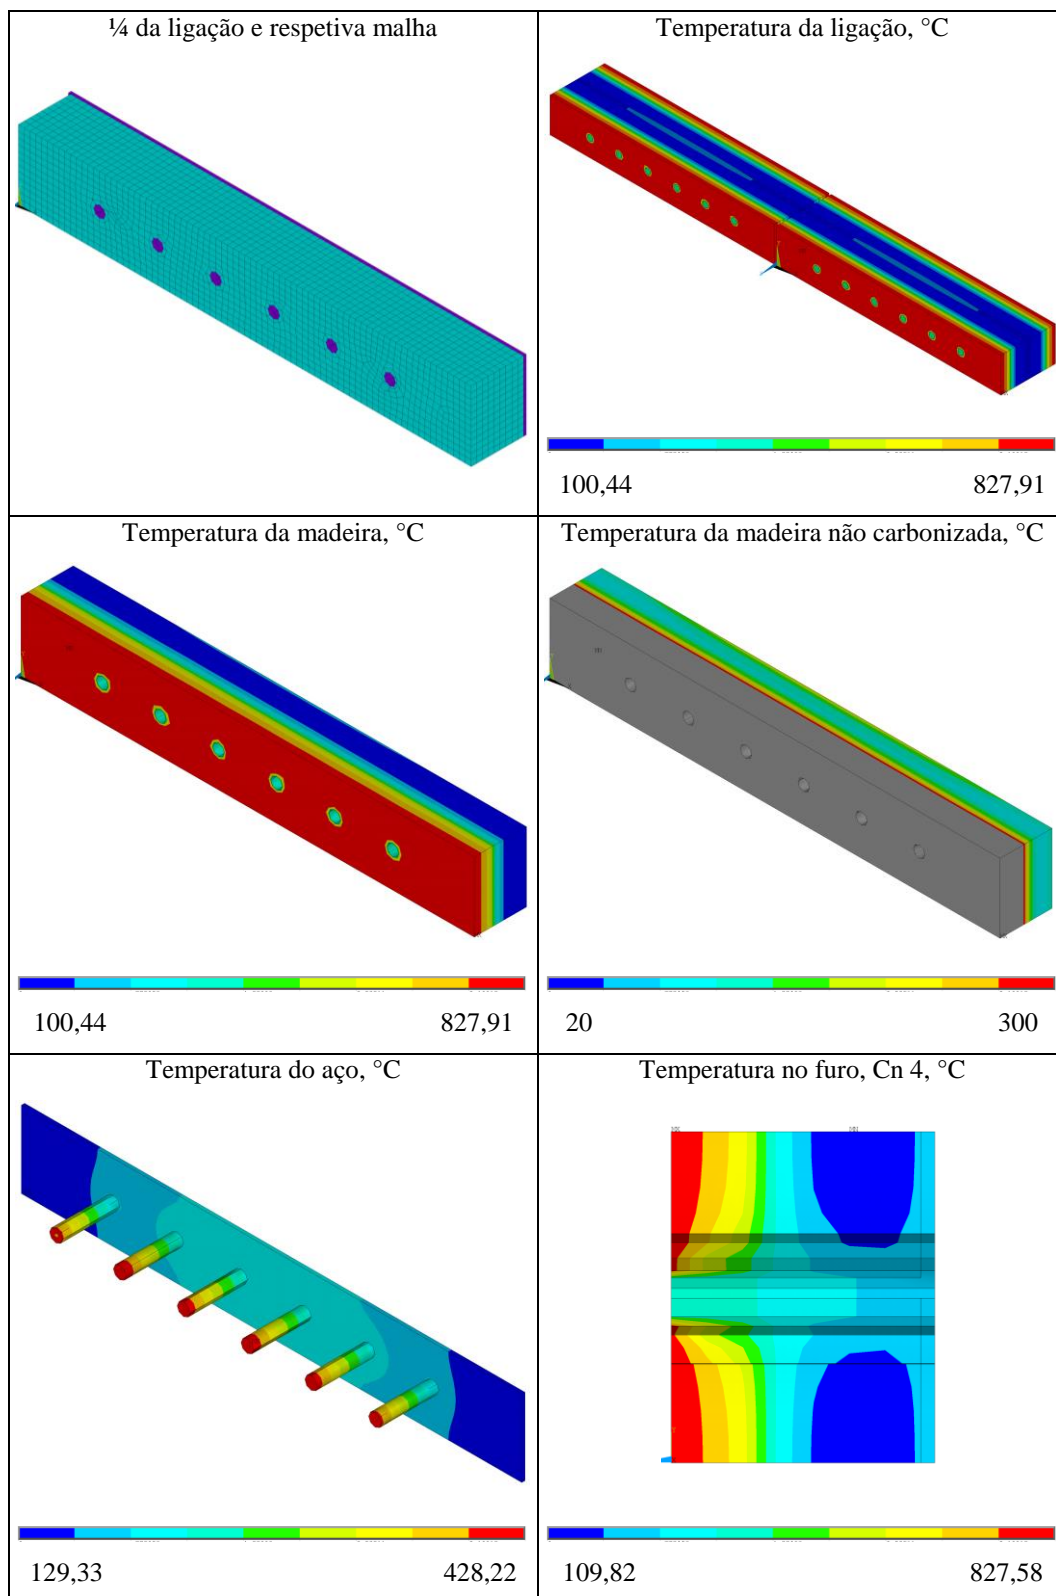 ¼ da ligação e respetiva malha
Temperatura da ligação, °C
100,44 827,91
Temperatura da madeira, °C
Temperatura da madeira não carbonizada, °C
100,44 827,91
20 300
Temperatura do aço, °C
Temperatura no furo, Cn 4, °C
129,33 428,22
109,82 827,58